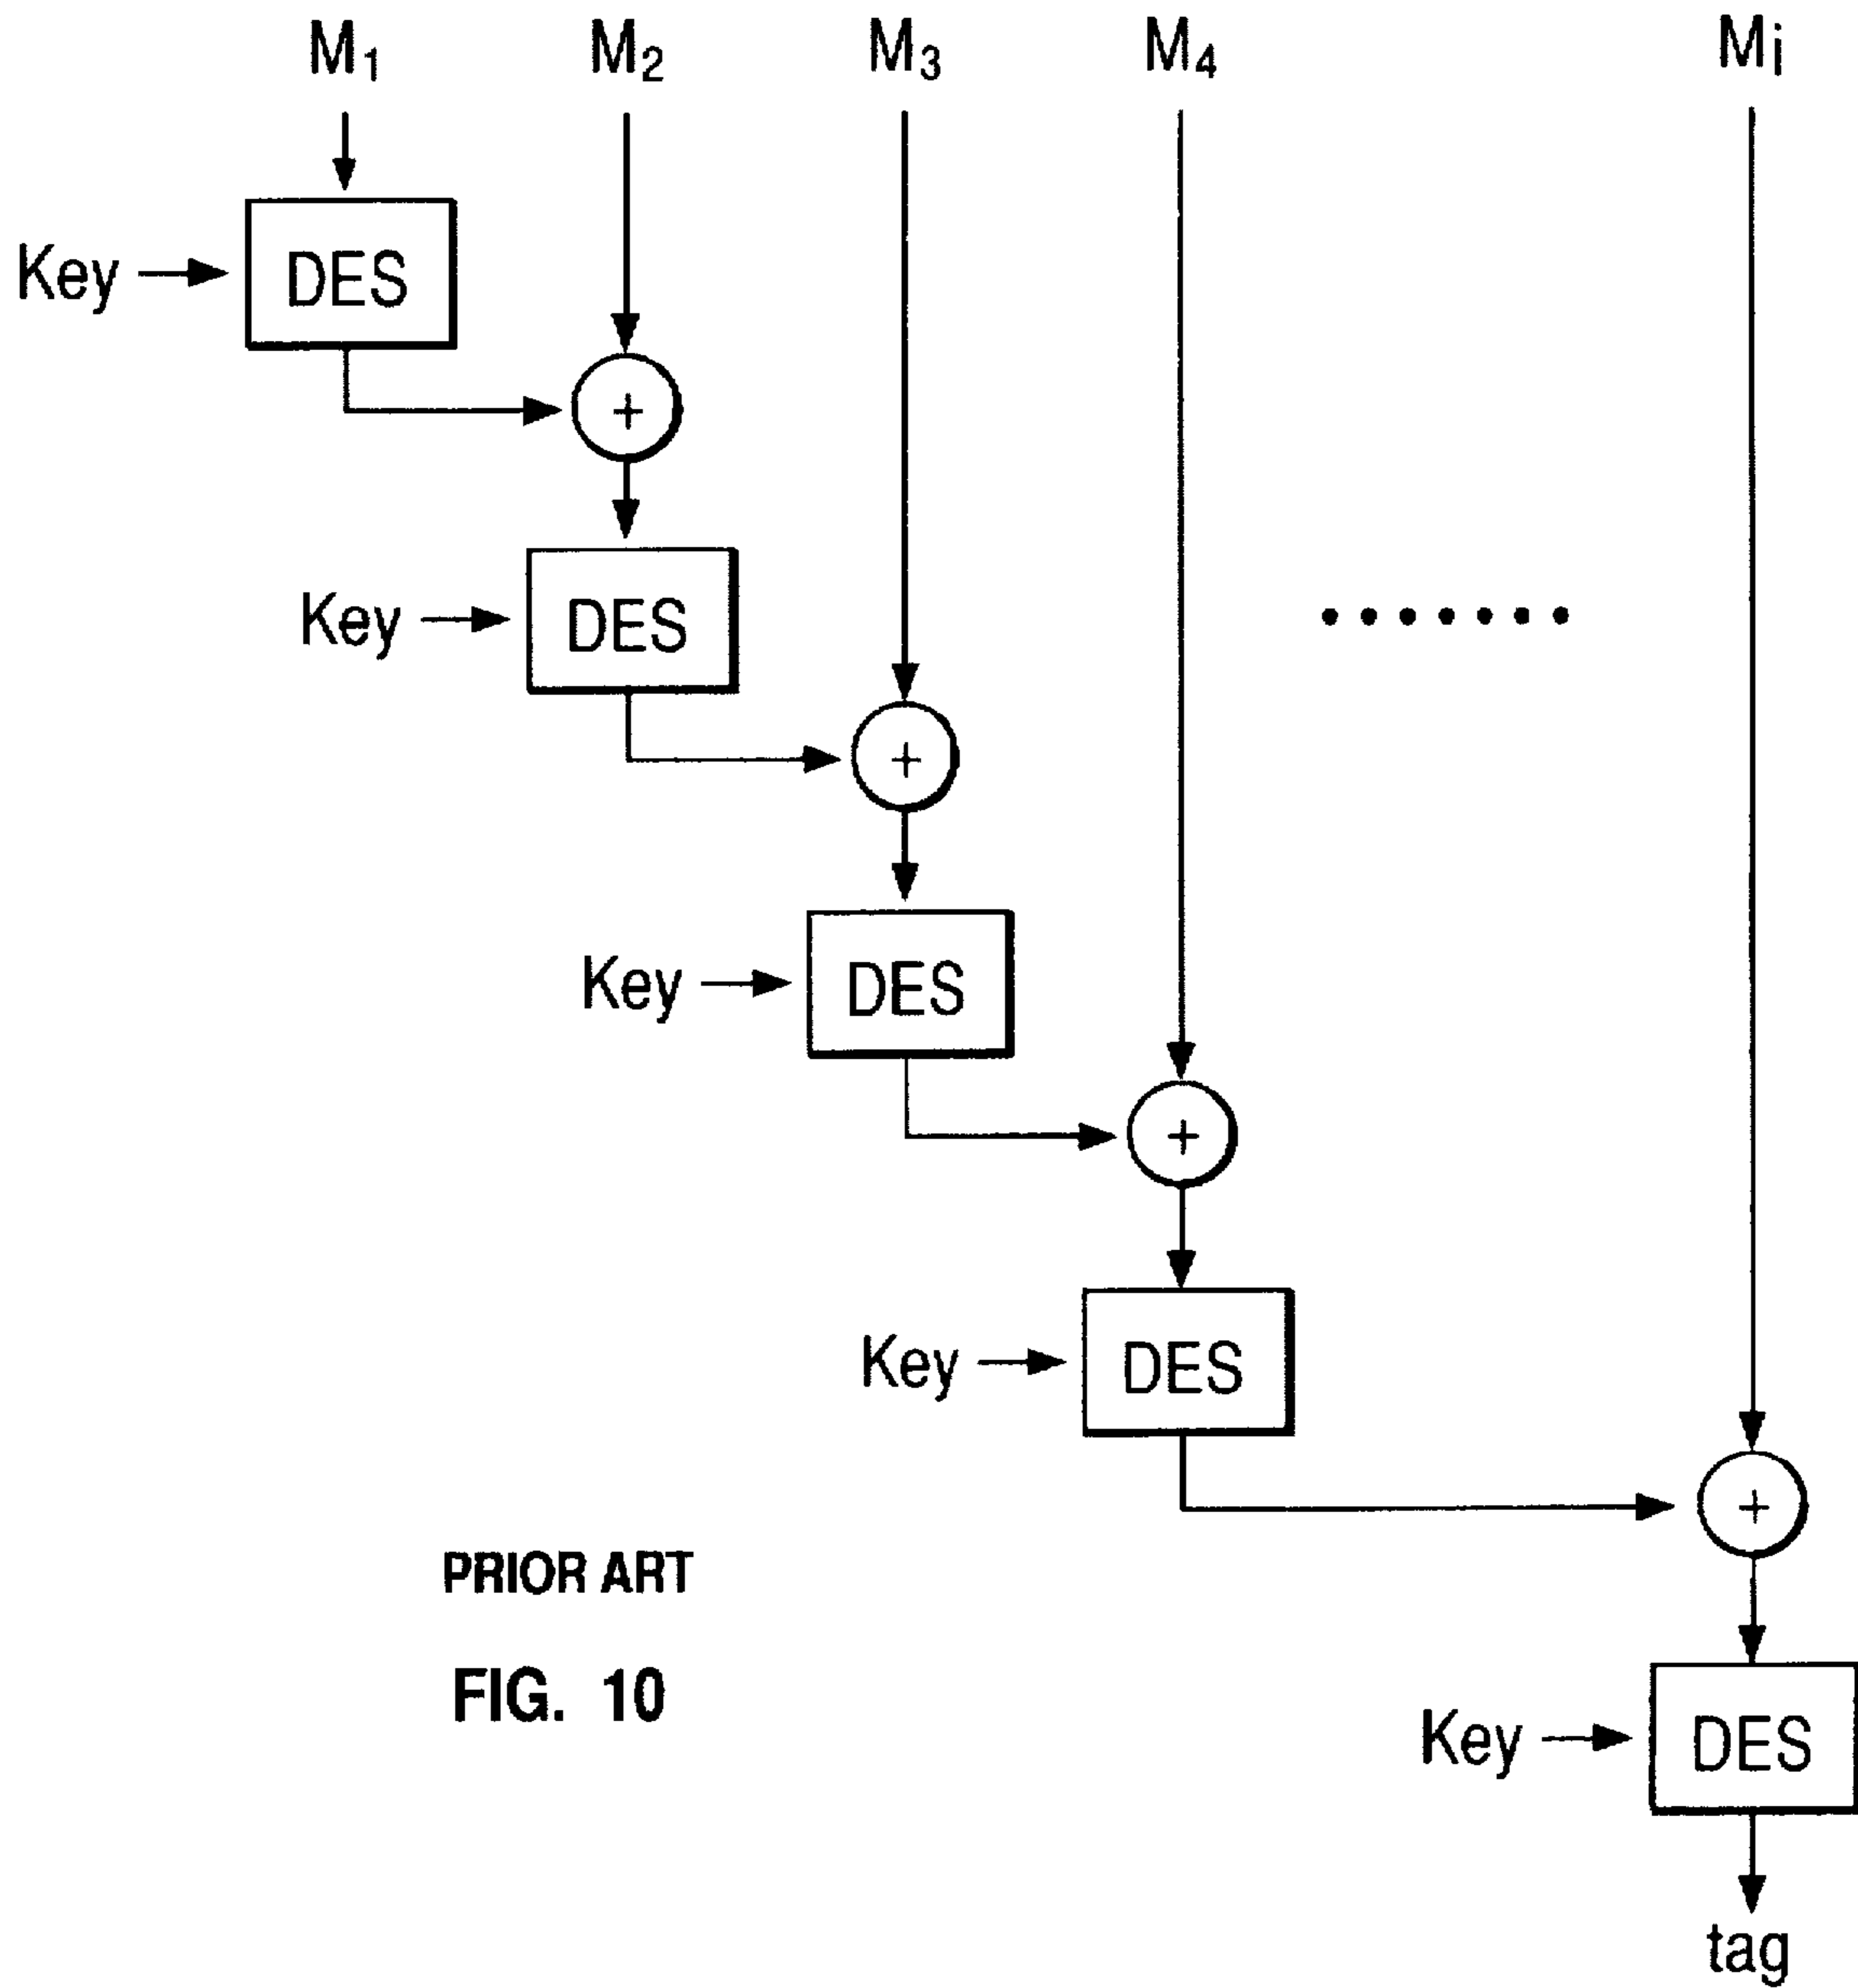 M₁ M₂ M₃ M₄ Mi
Key DES
+
Key DES
+
Key DES
+
Key DES
+
PRIOR ART
FIG. 10
Key DES
tag